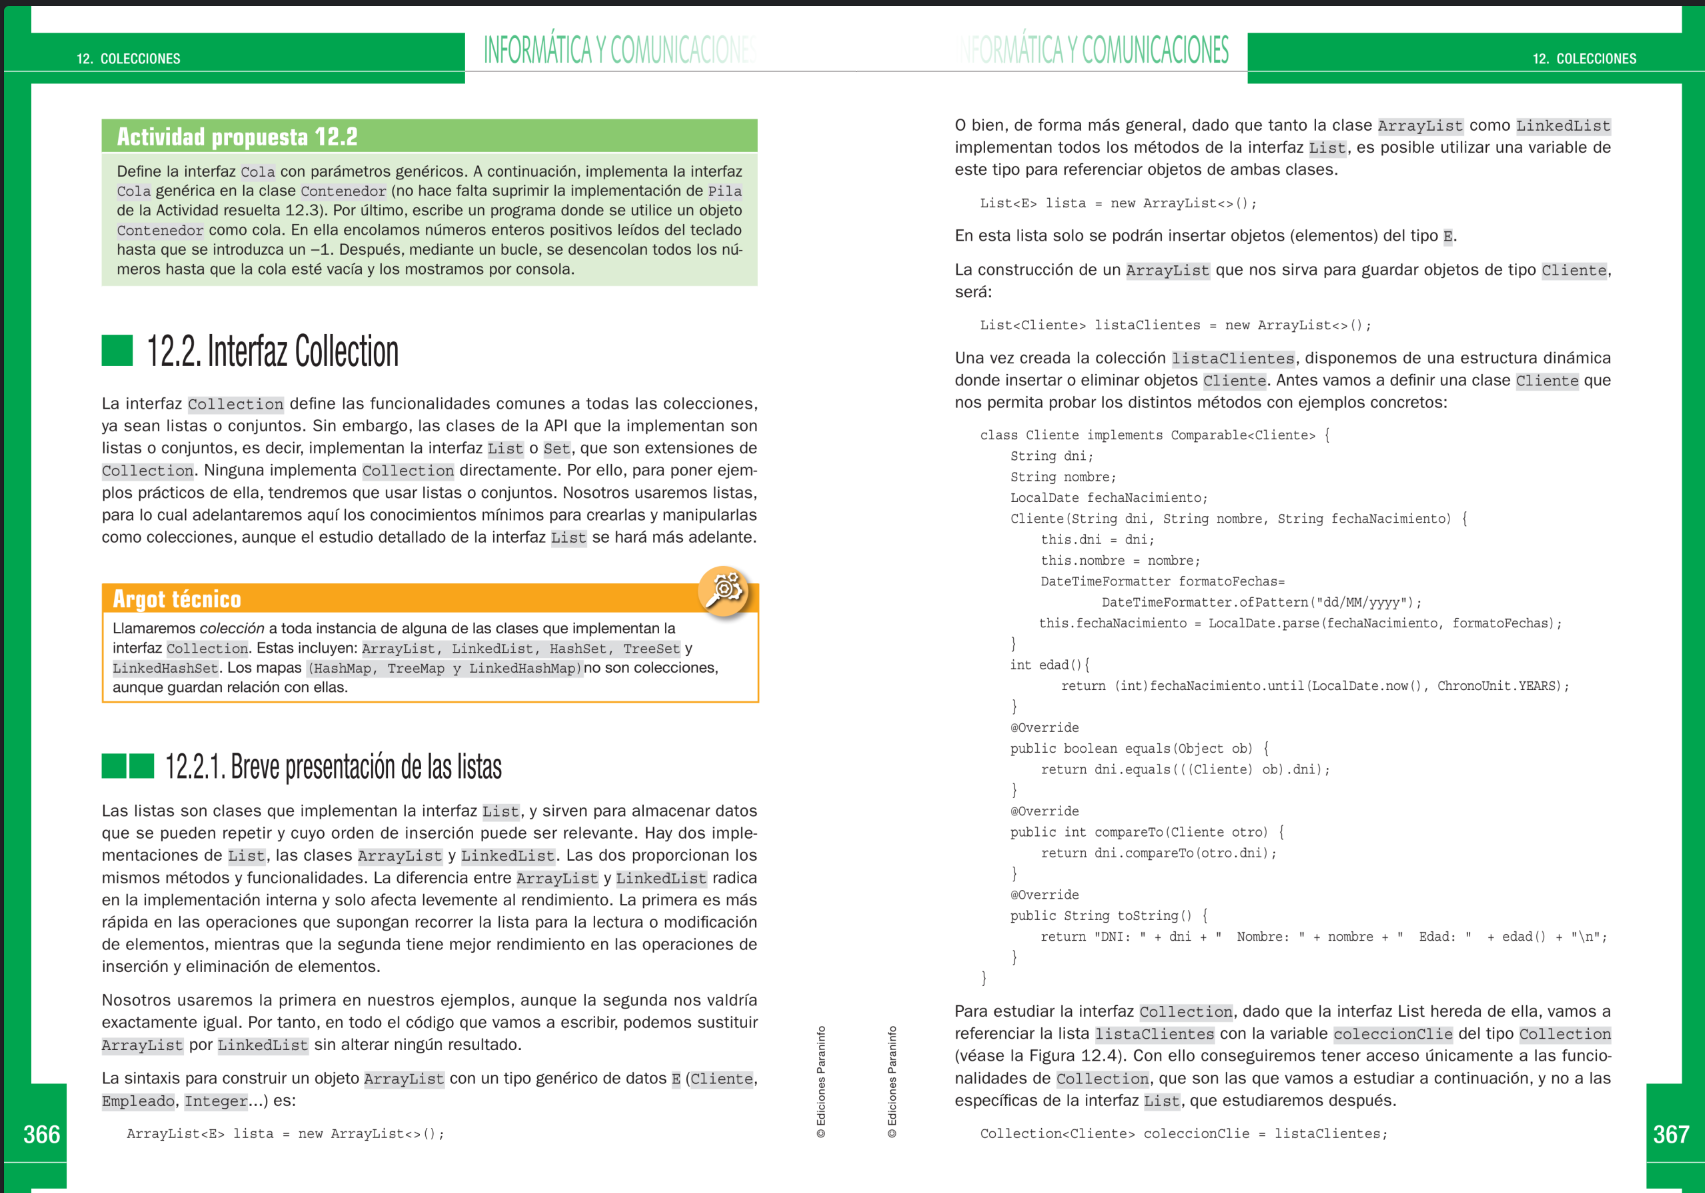 12. COLECCIONES
INFORMÁTICA Y COMUNICACIONES
Actividad propuesta 12.2
Define la interfaz Cola con parámetros genéricos. A continuación, implementa la interfaz
Cola genérica en la clase Contenedor (no hace falta suprimir la implementación de Pila
de la Actividad resuelta 12.3). Por último, escribe un programa donde se utilice un objeto
Contenedor como cola. En ella encolamos números enteros positivos leídos del teclado
hasta que se introduzca un –1. Después, mediante un bucle, se desencolan todos los nú-
meros hasta que la cola esté vacía y los mostramos por consola.
12.2. Interfaz Collection
La interfaz Collection define las funcionalidades comunes a todas las colecciones,
ya sean listas o conjuntos. Sin embargo, las clases de la API que la implementan son
listas o conjuntos, es decir, implementan la interfaz List o Set, que son extensiones de
Collection. Ninguna implementa Collection directamente. Por ello, para poner ejem-
plos prácticos de ella, tendremos que usar listas o conjuntos. Nosotros usaremos listas,
para lo cual adelantaremos aquí los conocimientos mínimos para crearlas y manipularlas
como colecciones, aunque el estudio detallado de la interfaz List se hará más adelante.
Argot técnico
Llamaremos colección a toda instancia de alguna de las clases que implementan la
interfaz Collection. Estas incluyen: ArrayList, LinkedList, HashSet, TreeSet y
LinkedHashSet. Los mapas (HashMap, TreeMap y LinkedHashMap)no son colecciones,
aunque guardan relación con ellas.
12.2.1. Breve presentación de las listas
Las listas son clases que implementan la interfaz List, y sirven para almacenar datos
que se pueden repetir y cuyo orden de inserción puede ser relevante. Hay dos imple-
mentaciones de List, las clases ArrayList y LinkedList. Las dos proporcionan los
mismos métodos y funcionalidades. La diferencia entre ArrayList y LinkedList radica
en la implementación interna y solo afecta levemente al rendimiento. La primera es más
rápida en las operaciones que supongan recorrer la lista para la lectura o modificación
de elementos, mientras que la segunda tiene mejor rendimiento en las operaciones de
inserción y eliminación de elementos.
Nosotros usaremos la primera en nuestros ejemplos, aunque la segunda nos valdría
exactamente igual. Por tanto, en todo el código que vamos a escribir, podemos sustituir
ArrayList por LinkedList sin alterar ningún resultado.
La sintaxis para construir un objeto ArrayList con un tipo genérico de datos E (Cliente,
Empleado, Integer...) es:
ArrayList<E> lista = new ArrayList<>();
© Ediciones Paraninfo
366
INFORMÁTICA Y COMUNICACIONES
12. COLECCIONES
O bien, de forma más general, dado que tanto la clase ArrayList como LinkedList
implementan todos los métodos de la interfaz List, es posible utilizar una variable de
este tipo para referenciar objetos de ambas clases.
List<E> lista = new ArrayList<>();
En esta lista solo se podrán insertar objetos (elementos) del tipo E.
La construcción de un ArrayList que nos sirva para guardar objetos de tipo Cliente,
será:
List<Cliente> listaClientes = new ArrayList<>();
Una vez creada la colección listaClientes, disponemos de una estructura dinámica
donde insertar o eliminar objetos Cliente. Antes vamos a definir una clase Cliente que
nos permita probar los distintos métodos con ejemplos concretos:
class Cliente implements Comparable<Cliente> {
String dni;
String nombre;
LocalDate fechaNacimiento;
Cliente(String dni, String nombre, String fechaNacimiento) {
this.dni = dni;
this.nombre = nombre;
DateTimeFormatter formatoFechas=
DateTimeFormatter.ofPattern("dd/MM/yyyy");
this.fechaNacimiento = LocalDate.parse(fechaNacimiento, formatoFechas);
}
int edad(){
return (int)fechaNacimiento.until(LocalDate.now(), ChronoUnit.YEARS);
}
@Override
public boolean equals(Object ob) {
return dni.equals(((Cliente) ob).dni);
}
@Override
public int compareTo(Cliente otro) {
return dni.compareTo(otro.dni);
}
@Override
public String toString() {
return "DNI: " + dni + " Nombre: " + nombre + " Edad: " + edad() + "\n";
}
}
Para estudiar la interfaz Collection, dado que la interfaz List hereda de ella, vamos a
referenciar la lista listaClientes con la variable coleccionClie del tipo Collection
(véase la Figura 12.4). Con ello conseguiremos tener acceso únicamente a las funcio-
nalidades de Collection, que son las que vamos a estudiar a continuación, y no a las
específicas de la interfaz List, que estudiaremos después.
Collection<Cliente> coleccionClie = listaClientes;
© Ediciones Paraninfo
367